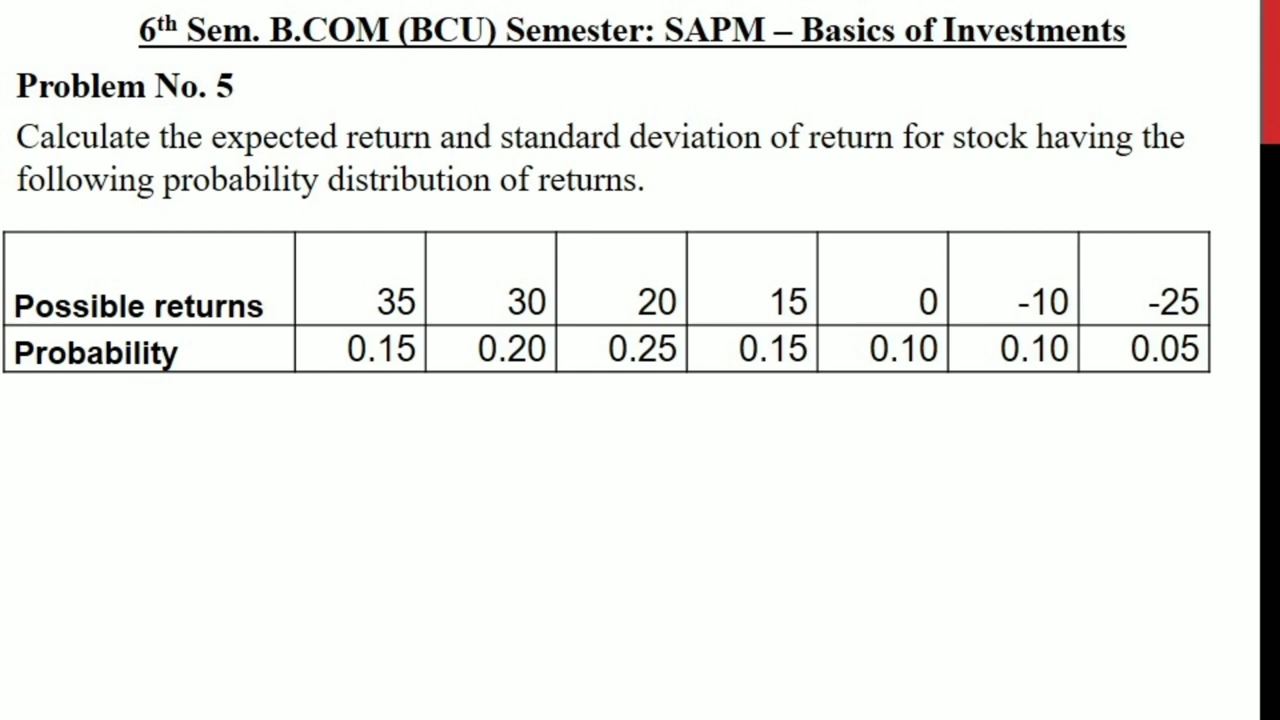 6th Sem. B.COM (BCU) Semester: SAPM – Basics of Investments
Problem No. 5
Calculate the expected return and standard deviation of return for stock having the
following probability distribution of returns.
Possible returns 35 30 20 15 0 -10 -25
Probability 0.15 0.20 0.25 0.15 0.10 0.10 0.05